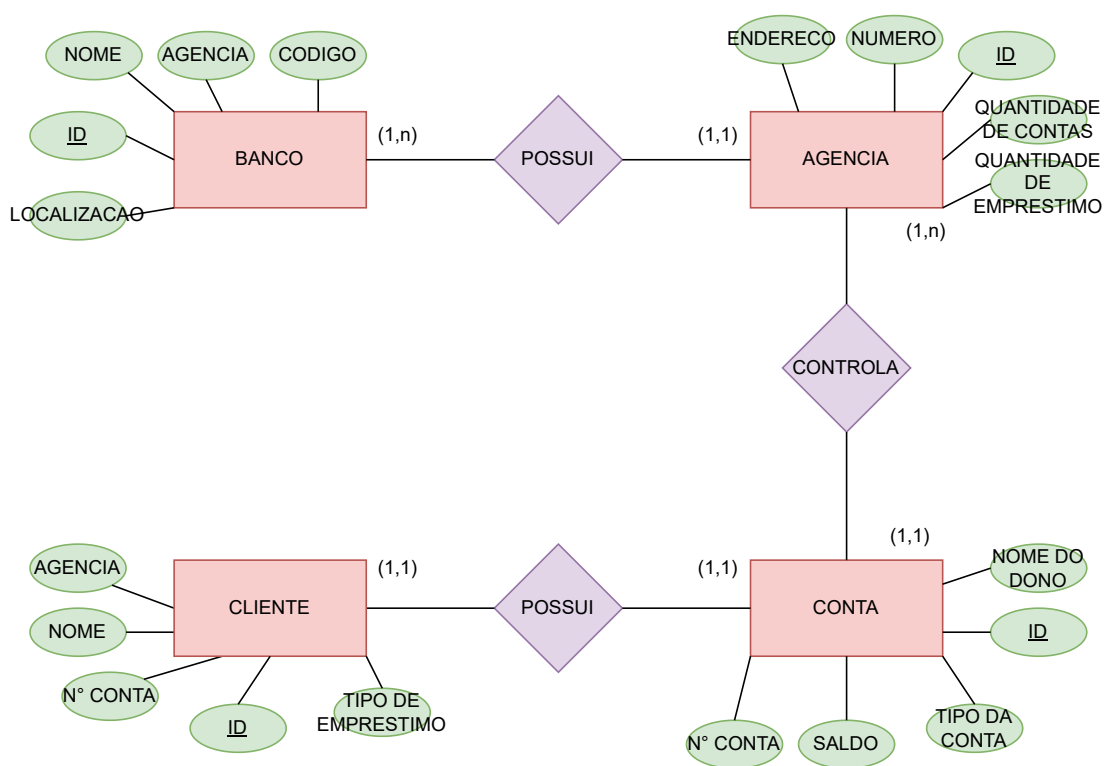 NOME
AGENCIA
CODIGO
ENDERECO
NUMERO
ID
ID
QUANTIDADE
DE CONTAS
BANCO
(1,n)
POSSUI
(1,1)
AGENCIA
QUANTIDADE
DE
EMPRESTIMO
LOCALIZACAO
(1,n)
CONTROLA
(1,1)
AGENCIA
(1,1)
(1,1)
NOME DO
DONO
CLIENTE
POSSUI
CONTA
NOME
ID
N° CONTA
ID
TIPO DE
EMPRESTIMO
N° CONTA
SALDO
TIPO DA
CONTA